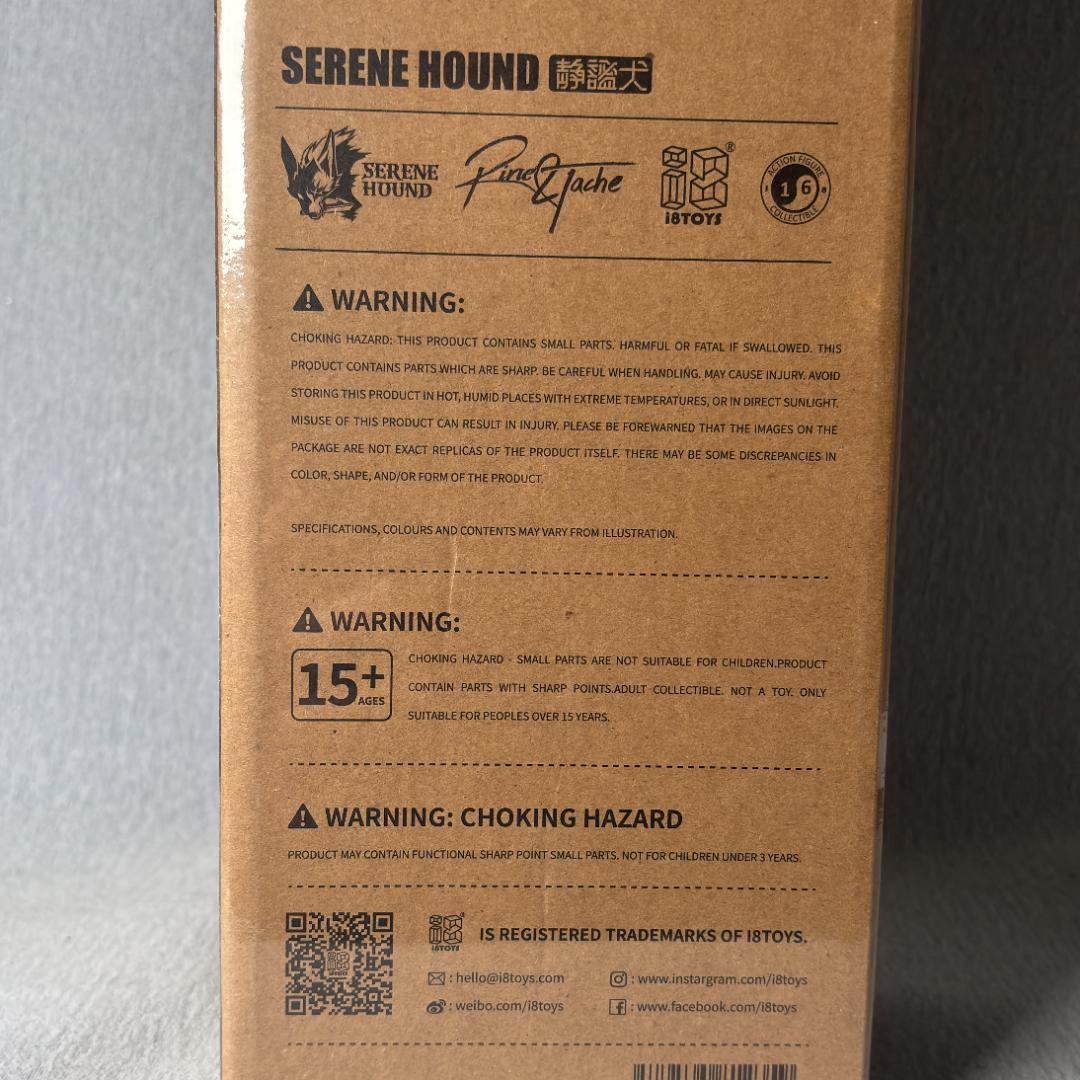 SERENE HOUND 静謐犬
SERENE
HOUND
Pine&Tache
®
i8TOYS
ACTION FIGURE
1 6
COLLECTIBLE
WARNING:
CHOKING HAZARD: THIS PRODUCT CONTAINS SMALL PARTS. HARMFUL OR FATAL IF SWALLOWED. THIS
PRODUCT CONTAINS PARTS WHICH ARE SHARP. BE CAREFUL WHEN HANDLING. MAY CAUSE INJURY. AVOID
STORING THIS PRODUCT IN HOT, HUMID PLACES WITH EXTREME TEMPERATURES, OR IN DIRECT SUNLIGHT.
MISUSE OF THIS PRODUCT CAN RESULT IN INJURY. PLEASE BE FOREWARNED THAT THE IMAGES ON THE
PACKAGE ARE NOT EXACT REPLICAS OF THE PRODUCT ITSELF. THERE MAY BE SOME DISCREPANCIES IN
COLOR, SHAPE, AND/OR FORM OF THE PRODUCT.
SPECIFICATIONS, COLOURS AND CONTENTS MAY VARY FROM ILLUSTRATION.
WARNING:
15+
AGES
CHOKING HAZARD - SMALL PARTS ARE NOT SUITABLE FOR CHILDREN.PRODUCT
CONTAIN PARTS WITH SHARP POINTS.ADULT COLLECTIBLE. NOT A TOY. ONLY
SUITABLE FOR PEOPLES OVER 15 YEARS.
WARNING: CHOKING HAZARD
PRODUCT MAY CONTAIN FUNCTIONAL SHARP POINT SMALL PARTS. NOT FOR CHILDREN UNDER 3 YEARS.
i8TOYS
IS REGISTERED TRADEMARKS OF I8TOYS.
: hello@i8toys.com
: www.instargram.com/i8toys
: weibo.com/i8toys
: www.facebook.com/i8toys